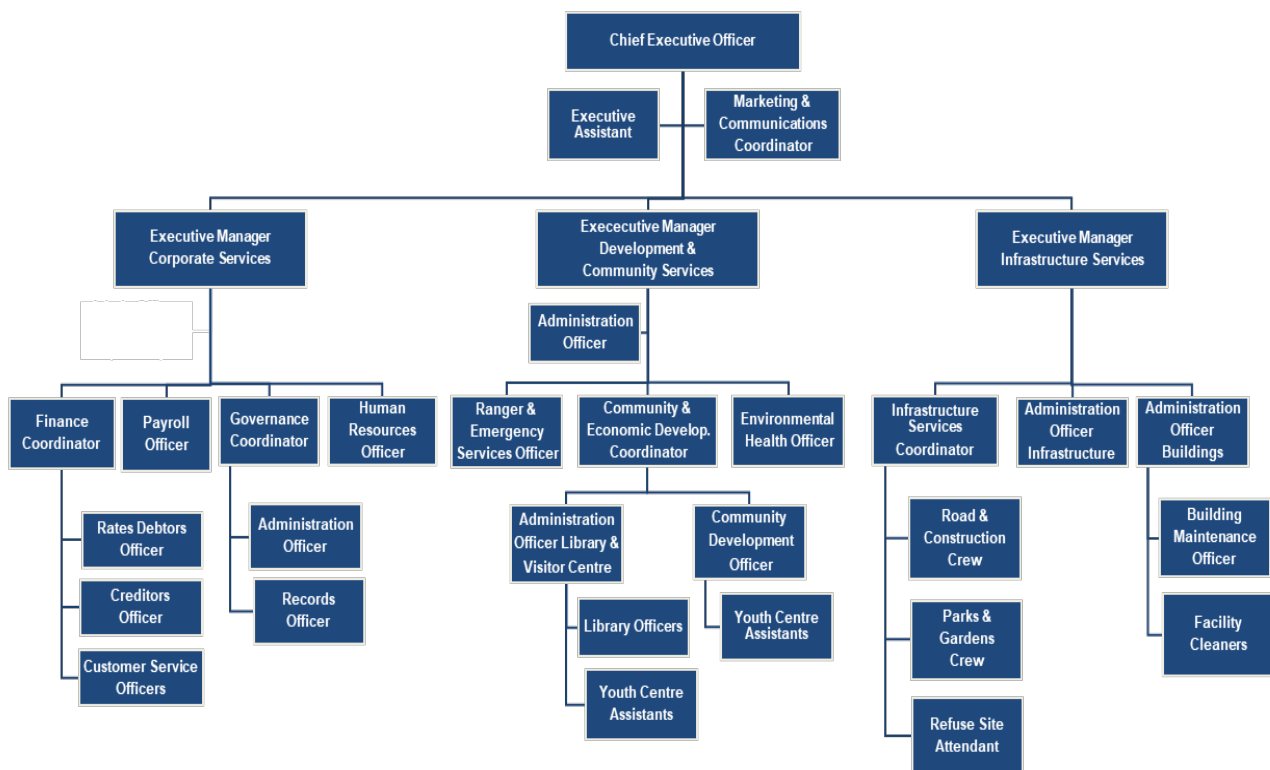 Chief Executive Officer
Executive
Assistant
Marketing &
Communications
Coordinator
Executive Manager
Corporate Services
Exececutive Manager
Development &
Community Services
Executive Manager
Infrastructure Services
Administration
Officer
Finance
Coordinator
Payroll
Officer
Governance
Coordinator
Human
Resources
Officer
Ranger &
Emergency
Services Officer
Community &
Economic Develop.
Coordinator
Environmental
Health Officer
Infrastructure
Services
Coordinator
Administration
Officer
Infrastructure
Administration
Officer
Buildings
Rates Debtors
Officer
Creditors
Officer
Customer Service
Officers
Administration
Officer
Records
Officer
Administration
Officer Library &
Visitor Centre
Library Officers
Youth Centre
Assistants
Community
Development
Officer
Youth Centre
Assistants
Road &
Construction
Crew
Parks &
Gardens
Crew
Refuse Site
Attendant
Building
Maintenance
Officer
Facility
Cleaners